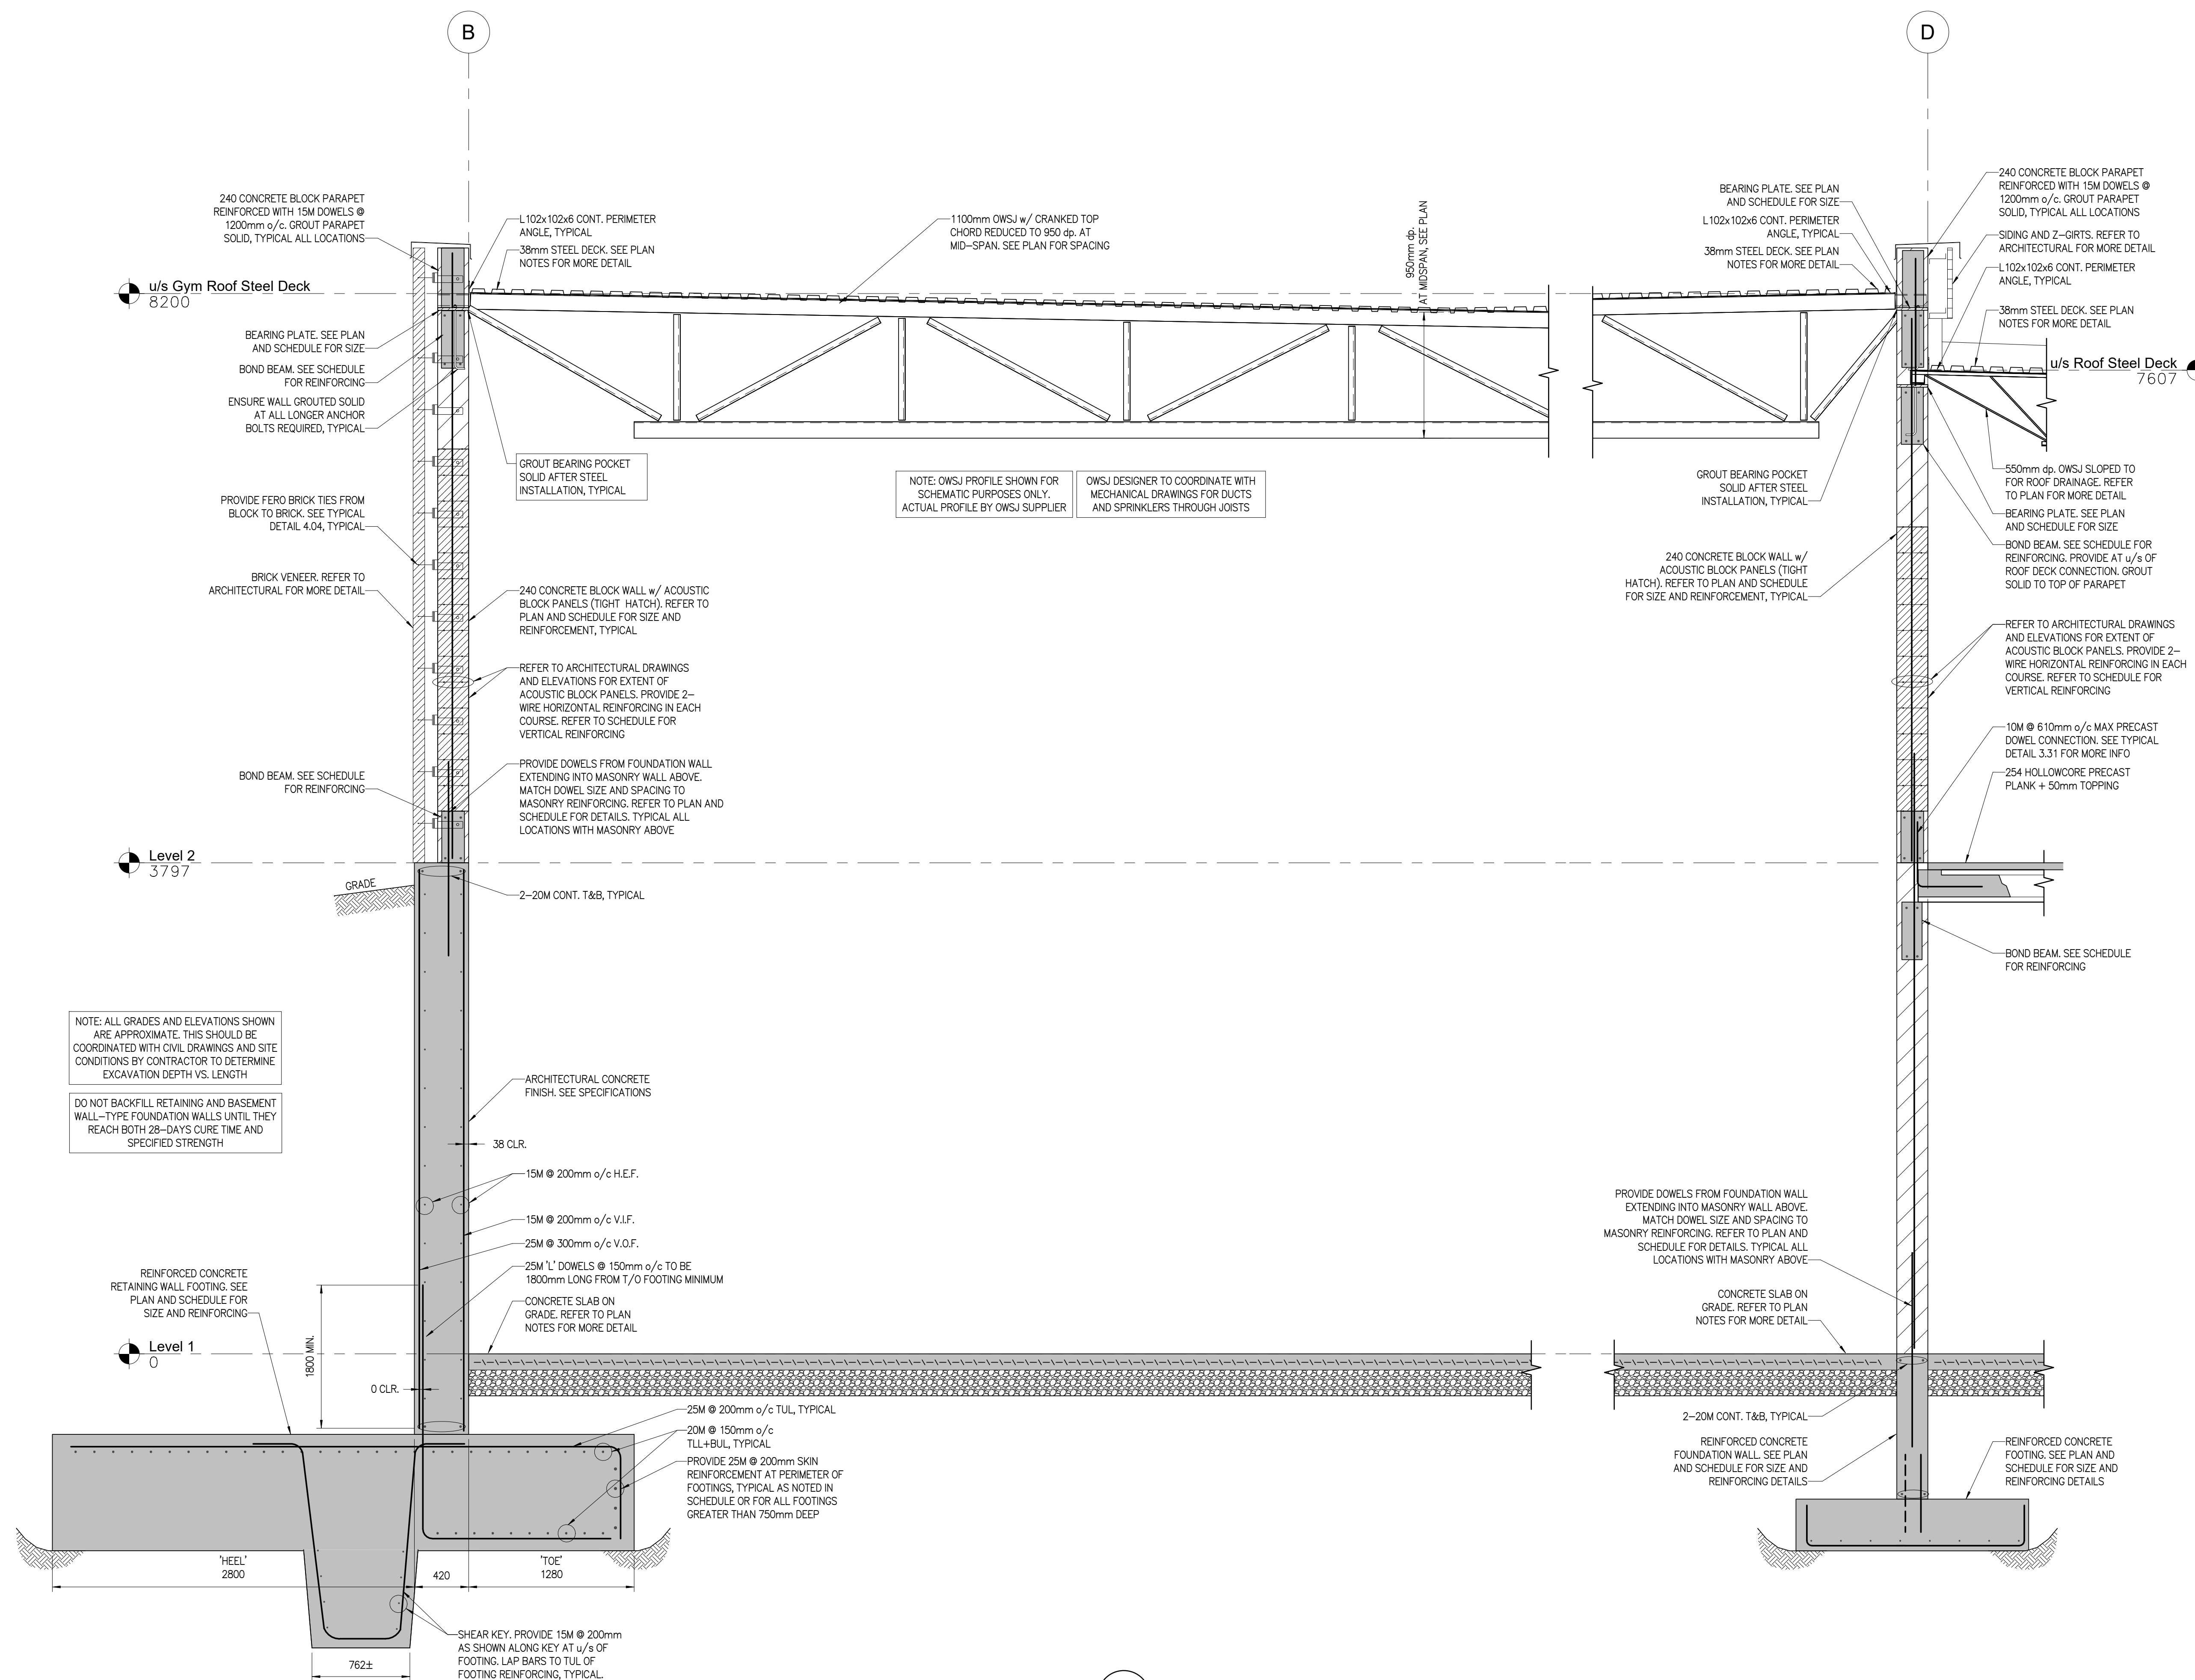 B
D
240 CONCRETE BLOCK PARAPET
REINFORCED WITH 15M DOWELS @
1200mm o/c. GROUT PARAPET
SOLID, TYPICAL ALL LOCATIONS
L102x102x6 CONT. PERIMETER
ANGLE, TYPICAL
38mm STEEL DECK. SEE PLAN
NOTES FOR MORE DETAIL
1100mm OWSJ w/ CRANKED TOP
CHORD REDUCED TO 950 dp. AT
MID-SPAN. SEE PLAN FOR SPACING
950mm dp.
AT MIDSPAN, SEE PLAN
BEARING PLATE. SEE PLAN
AND SCHEDULE FOR SIZE
L102x102x6 CONT. PERIMETER
ANGLE, TYPICAL
38mm STEEL DECK. SEE PLAN
NOTES FOR MORE DETAIL
240 CONCRETE BLOCK PARAPET
REINFORCED WITH 15M DOWELS @
1200mm o/c. GROUT PARAPET
SOLID, TYPICAL ALL LOCATIONS
SIDING AND Z-GIRTS. REFER TO
ARCHITECTURAL FOR MORE DETAIL
L102x102x6 CONT. PERIMETER
ANGLE, TYPICAL
38mm STEEL DECK. SEE PLAN
NOTES FOR MORE DETAIL
u/s Gym Roof Steel Deck
8200
u/s Roof Steel Deck
7607
BEARING PLATE. SEE PLAN
AND SCHEDULE FOR SIZE
BOND BEAM. SEE SCHEDULE
FOR REINFORCING
ENSURE WALL GROUTED SOLID
AT ALL LONGER ANCHOR
BOLTS REQUIRED, TYPICAL
GROUT BEARING POCKET
SOLID AFTER STEEL
INSTALLATION, TYPICAL
NOTE: OWSJ PROFILE SHOWN FOR
SCHEMATIC PURPOSES ONLY.
ACTUAL PROFILE BY OWSJ SUPPLIER
OWSJ DESIGNER TO COORDINATE WITH
MECHANICAL DRAWINGS FOR DUCTS
AND SPRINKLERS THROUGH JOISTS
GROUT BEARING POCKET
SOLID AFTER STEEL
INSTALLATION, TYPICAL
550mm dp. OWSJ SLOPED TO
FOR ROOF DRAINAGE. REFER
TO PLAN FOR MORE DETAIL
BEARING PLATE. SEE PLAN
AND SCHEDULE FOR SIZE
BOND BEAM. SEE SCHEDULE FOR
REINFORCING. PROVIDE AT u/s OF
ROOF DECK CONNECTION. GROUT
SOLID TO TOP OF PARAPET
PROVIDE FERO BRICK TIES FROM
BLOCK TO BRICK. SEE TYPICAL
DETAIL 4.04, TYPICAL
BRICK VENEER. REFER TO
ARCHITECTURAL FOR MORE DETAIL
240 CONCRETE BLOCK WALL w/ ACOUSTIC
BLOCK PANELS (TIGHT HATCH). REFER TO
PLAN AND SCHEDULE FOR SIZE AND
REINFORCEMENT, TYPICAL
240 CONCRETE BLOCK WALL w/
ACOUSTIC BLOCK PANELS (TIGHT
HATCH). REFER TO PLAN AND SCHEDULE
FOR SIZE AND REINFORCEMENT, TYPICAL
REFER TO ARCHITECTURAL DRAWINGS
AND ELEVATIONS FOR EXTENT OF
ACOUSTIC BLOCK PANELS. PROVIDE 2-
WIRE HORIZONTAL REINFORCING IN EACH
COURSE. REFER TO SCHEDULE FOR
VERTICAL REINFORCING
REFER TO ARCHITECTURAL DRAWINGS
AND ELEVATIONS FOR EXTENT OF
ACOUSTIC BLOCK PANELS. PROVIDE 2-
WIRE HORIZONTAL REINFORCING IN EACH
COURSE. REFER TO SCHEDULE FOR
VERTICAL REINFORCING
BOND BEAM. SEE SCHEDULE
FOR REINFORCING
PROVIDE DOWELS FROM FOUNDATION WALL
EXTENDING INTO MASONRY WALL ABOVE.
MATCH DOWEL SIZE AND SPACING TO
MASONRY REINFORCING. REFER TO PLAN AND
SCHEDULE FOR DETAILS. TYPICAL ALL
LOCATIONS WITH MASONRY ABOVE
10M @ 610mm o/c MAX PRECAST
DOWEL CONNECTION. SEE TYPICAL
DETAIL 3.31 FOR MORE INFO
254 HOLLOWCORE PRECAST
PLANK + 50mm TOPPING
Level 2
3797
GRADE
2-20M CONT. T&B, TYPICAL
BOND BEAM. SEE SCHEDULE
FOR REINFORCING
NOTE: ALL GRADES AND ELEVATIONS SHOWN
ARE APPROXIMATE. THIS SHOULD BE
COORDINATED WITH CIVIL DRAWINGS AND SITE
CONDITIONS BY CONTRACTOR TO DETERMINE
EXCAVATION DEPTH VS. LENGTH
DO NOT BACKFILL RETAINING AND BASEMENT
WALL-TYPE FOUNDATION WALLS UNTIL THEY
REACH BOTH 28-DAYS CURE TIME AND
SPECIFIED STRENGTH
ARCHITECTURAL CONCRETE
FINISH. SEE SPECIFICATIONS
38 CLR.
15M @ 200mm o/c H.E.F.
15M @ 200mm o/c V.I.F.
25M @ 300mm o/c V.O.F.
25M 'L' DOWELS @ 150mm o/c TO BE
1800mm LONG FROM T/O FOOTING MINIMUM
CONCRETE SLAB ON
GRADE. REFER TO PLAN
NOTES FOR MORE DETAIL
REINFORCED CONCRETE
RETAINING WALL FOOTING. SEE
PLAN AND SCHEDULE FOR
SIZE AND REINFORCING
1800 MIN.
PROVIDE DOWELS FROM FOUNDATION WALL
EXTENDING INTO MASONRY WALL ABOVE.
MATCH DOWEL SIZE AND SPACING TO
MASONRY REINFORCING. REFER TO PLAN AND
SCHEDULE FOR DETAILS. TYPICAL ALL
LOCATIONS WITH MASONRY ABOVE
CONCRETE SLAB ON
GRADE. REFER TO PLAN
NOTES FOR MORE DETAIL
Level 1
0
0 CLR.
25M @ 200mm o/c TUL, TYPICAL
20M @ 150mm o/c
TLL+BUL, TYPICAL
PROVIDE 25M @ 200mm SKIN
REINFORCEMENT AT PERIMETER OF
FOOTINGS, TYPICAL AS NOTED IN
SCHEDULE OR FOR ALL FOOTINGS
GREATER THAN 750mm DEEP
2-20M CONT. T&B, TYPICAL
REINFORCED CONCRETE
FOUNDATION WALL. SEE PLAN
AND SCHEDULE FOR SIZE AND
REINFORCING DETAILS
REINFORCED CONCRETE
FOOTING. SEE PLAN AND
SCHEDULE FOR SIZE AND
REINFORCING DETAILS
'HEEL'
2800
420
'TOE'
1280
SHEAR KEY. PROVIDE 15M @ 200mm
AS SHOWN ALONG KEY AT u/s OF
FOOTING. LAP BARS TO TUL OF
FOOTING REINFORCING, TYPICAL.
762±